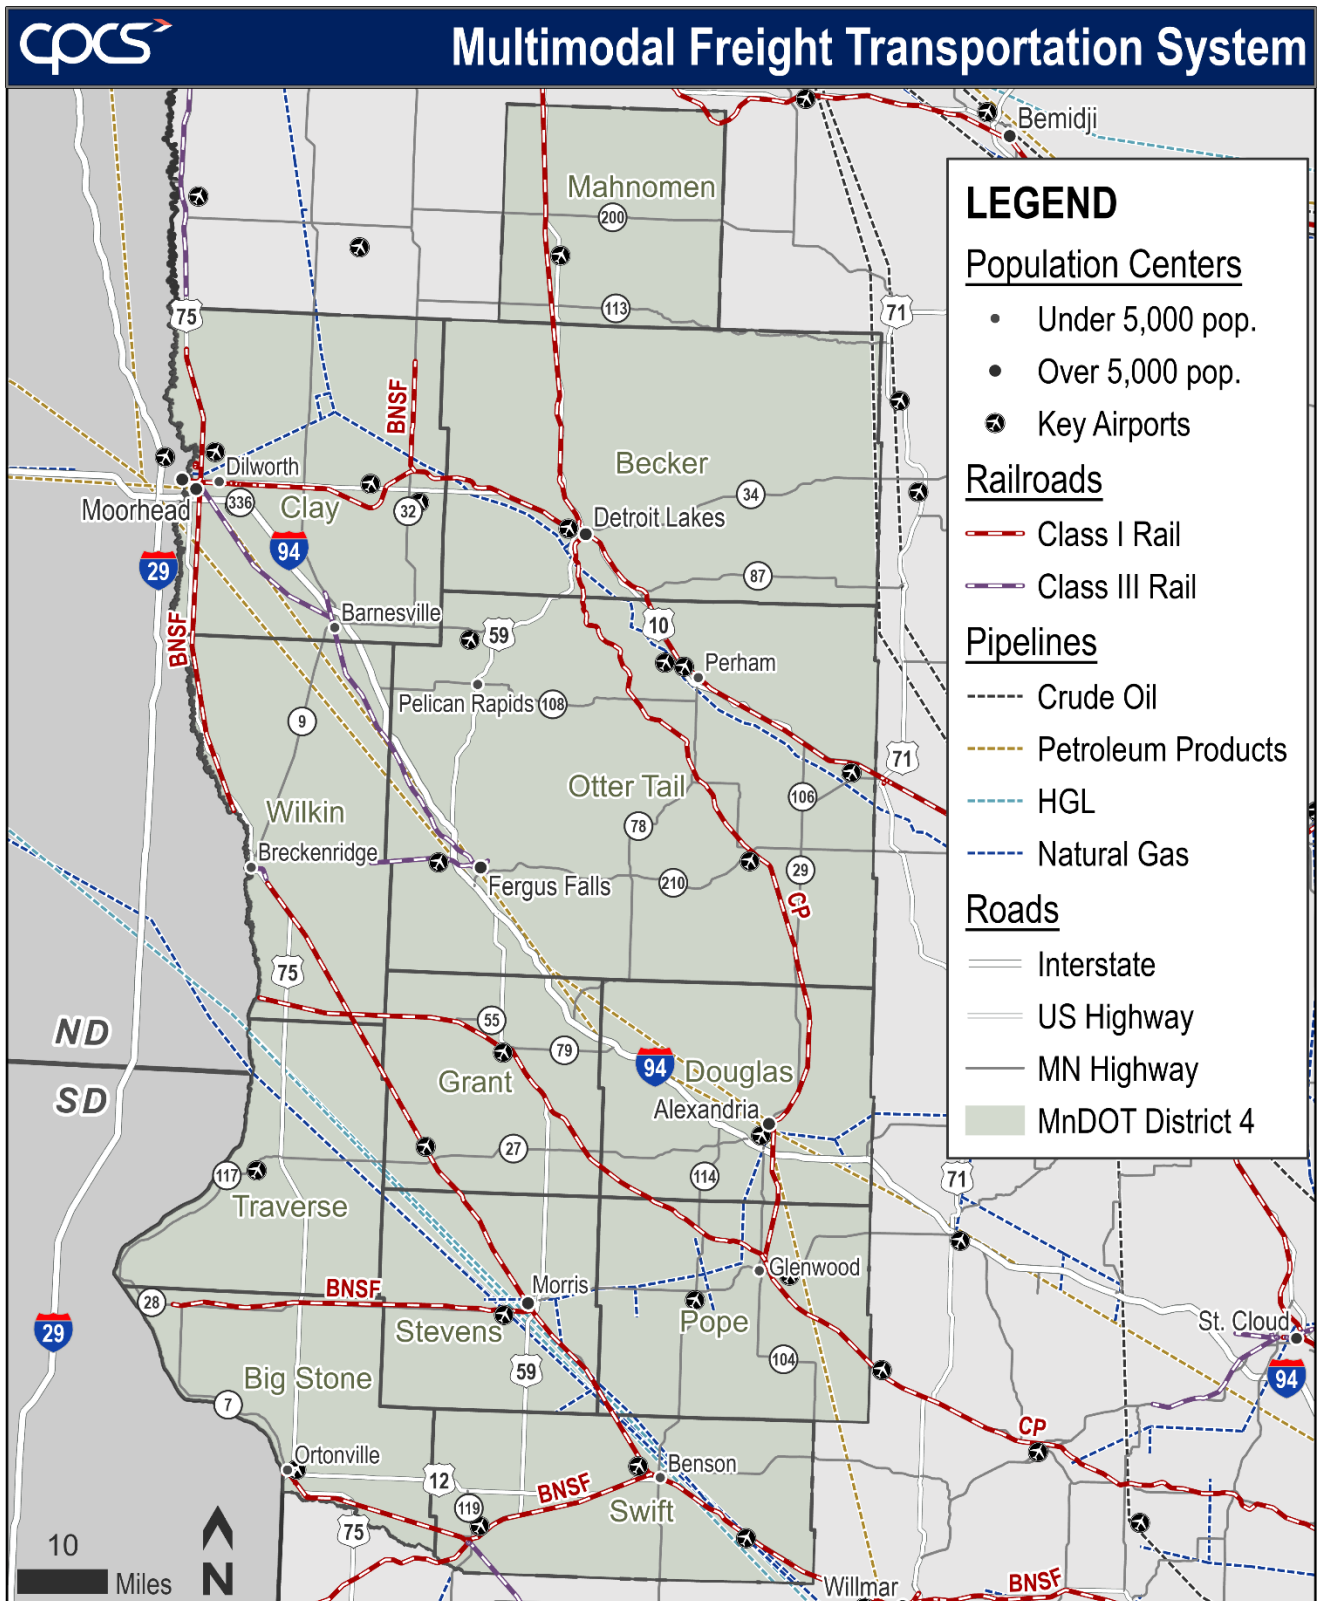 cpcs
Multimodal Freight Transportation System
Bemidji
LEGEND
Population Centers
Under 5,000 pop.
Over 5,000 pop.
Key Airports
Railroads
Class I Rail
Class III Rail
Pipelines
Crude Oil
Petroleum Products
HGL
Natural Gas
Roads
Interstate
US Highway
MN Highway
MnDOT District 4
Mahnomen
200
113
75
71
BNSF
Dilworth
Becker
Moorhead
336
Clay
32
34
Detroit Lakes
94
29
87
Barnesville
59
10
BNSF
Perham
Pelican Rapids
108
9
71
Otter Tail
106
Wilkin
78
Breckenridge
Fergus Falls
210
29
CP
75
ND
55
79
Grant
94
Douglas
SD
Alexandria
27
117
114
71
Traverse
Glenwood
Morris
28
BNSF
Stevens
Pope
St. Cloud
29
59
104
94
Big Stone
7
CP
Ortonville
Benson
12
BNSF
119
Swift
75
10
Miles
N
Willmar
BNSF